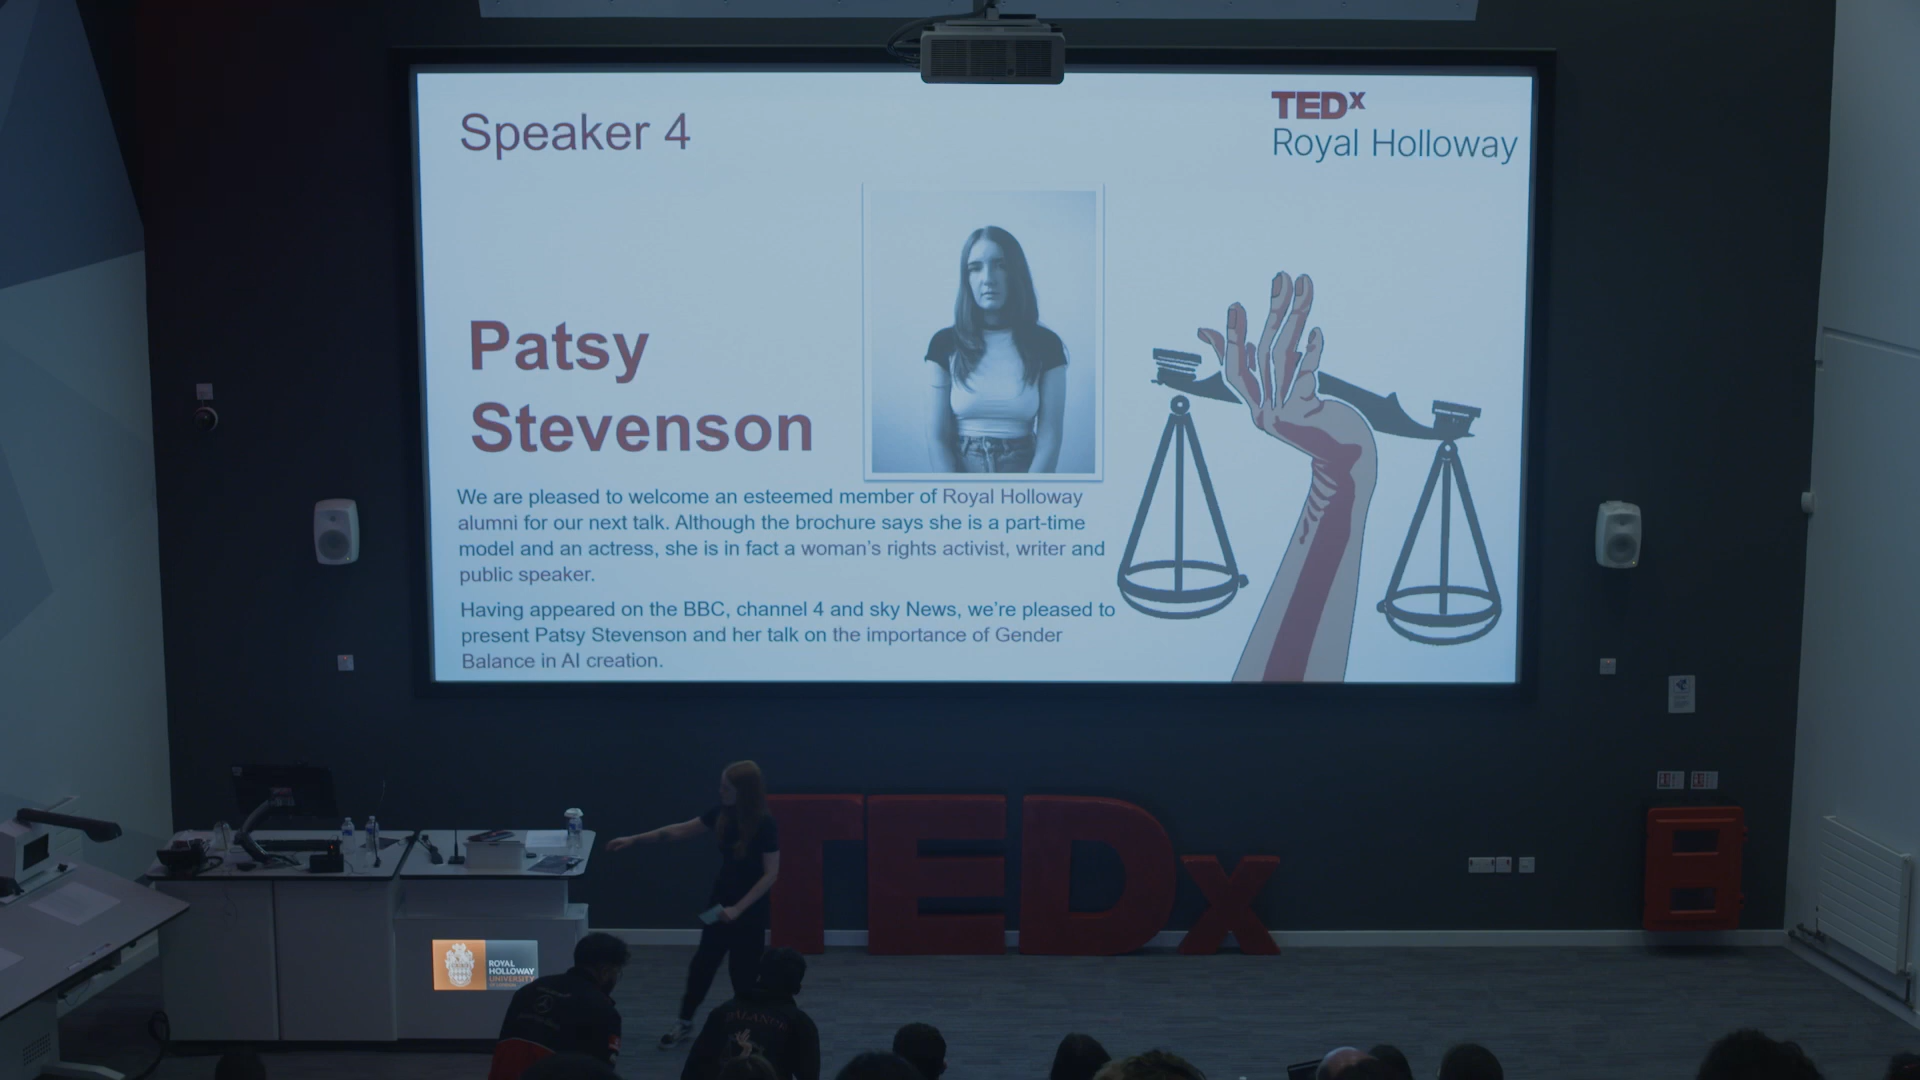 Speaker 4
TEDx
Royal Holloway
Patsy
Stevenson
We are pleased to welcome an esteemed member of Royal Holloway
alumni for our next talk. Although the brochure says she is a part-time
model and an actress, she is in fact a woman's rights activist, writer and
public speaker.
Having appeared on the BBC, channel 4 and sky News, we're pleased to
present Patsy Stevenson and her talk on the importance of Gender
Balance in AI creation.
TEDx
ROYAL
HOLLOWAY
UNIVERSITY
OF LONDON
BALANCE